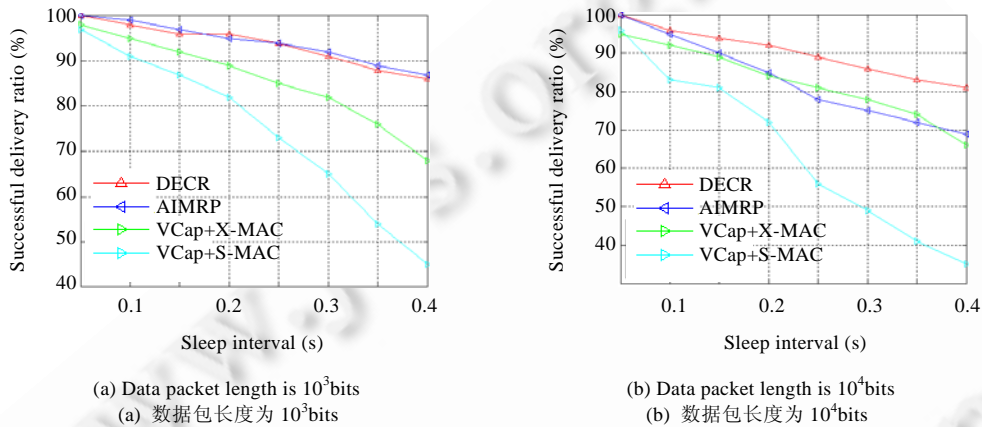 Successful delivery ratio (%)
100
90
80
70
60
50
40
DECR
AIMRP
VCap+X-MAC
VCap+S-MAC
0.1
0.2
0.3
0.4
Sleep interval (s)
(a) Data packet length is 10³bits
(a) 数据包长度为 10³bits
Successful delivery ratio (%)
100
90
80
70
60
50
40
DECR
AIMRP
VCap+X-MAC
VCap+S-MAC
0.1
0.2
0.3
0.4
Sleep interval (s)
(b) Data packet length is 10⁴bits
(b) 数据包长度为 10⁴bits